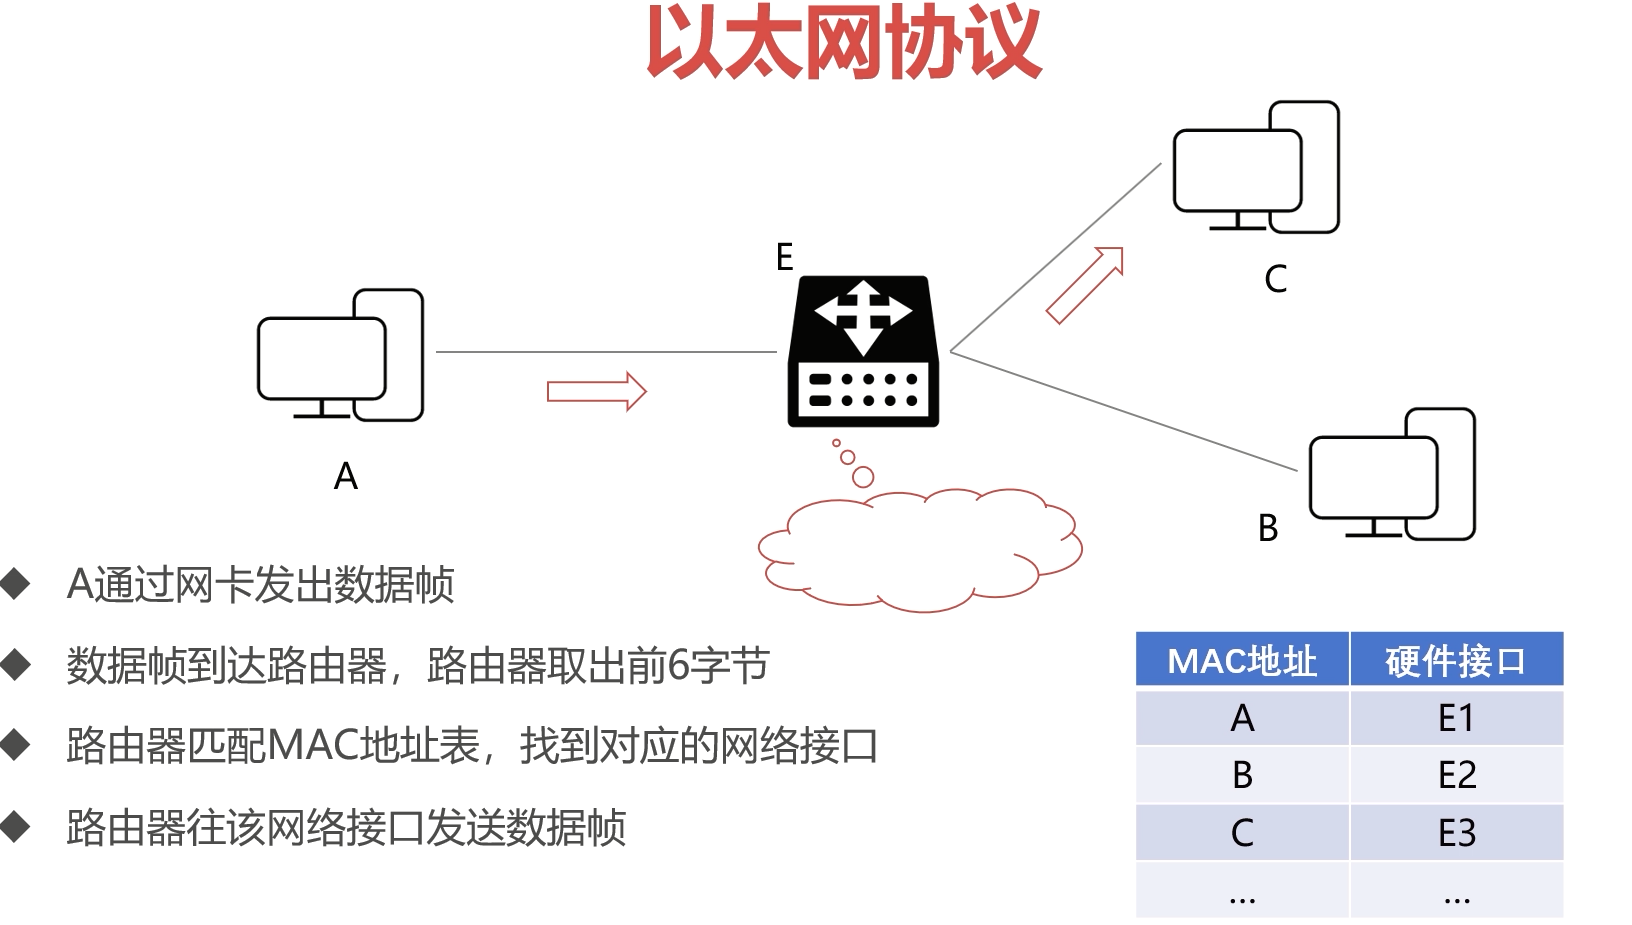 以太网协议
E
C
A
B
A通过网卡发出数据帧
数据帧到达路由器，路由器取出前6字节
路由器匹配MAC地址表，找到对应的网络接口
路由器往该网络接口发送数据帧
MAC地址 硬件接口
A E1
B E2
C E3
... ...